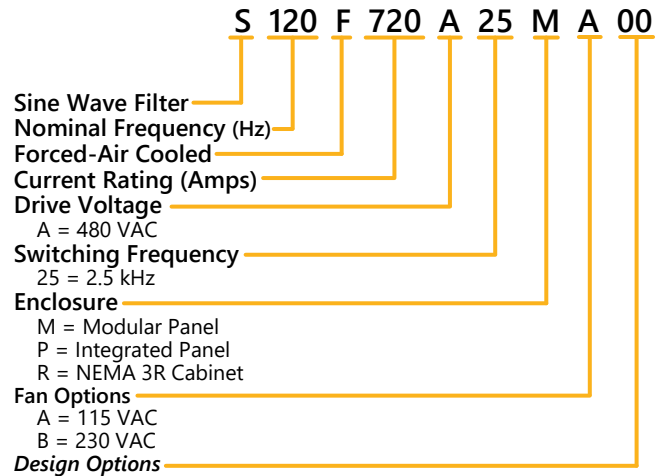 S 120 F 720 A 25 M A 00
Sine Wave Filter
Nominal Frequency (Hz)
Forced-Air Cooled
Current Rating (Amps)
Drive Voltage
A = 480 VAC
Switching Frequency
25 = 2.5 kHz
Enclosure
M = Modular Panel
P = Integrated Panel
R = NEMA 3R Cabinet
Fan Options
A = 115 VAC
B = 230 VAC
Design Options